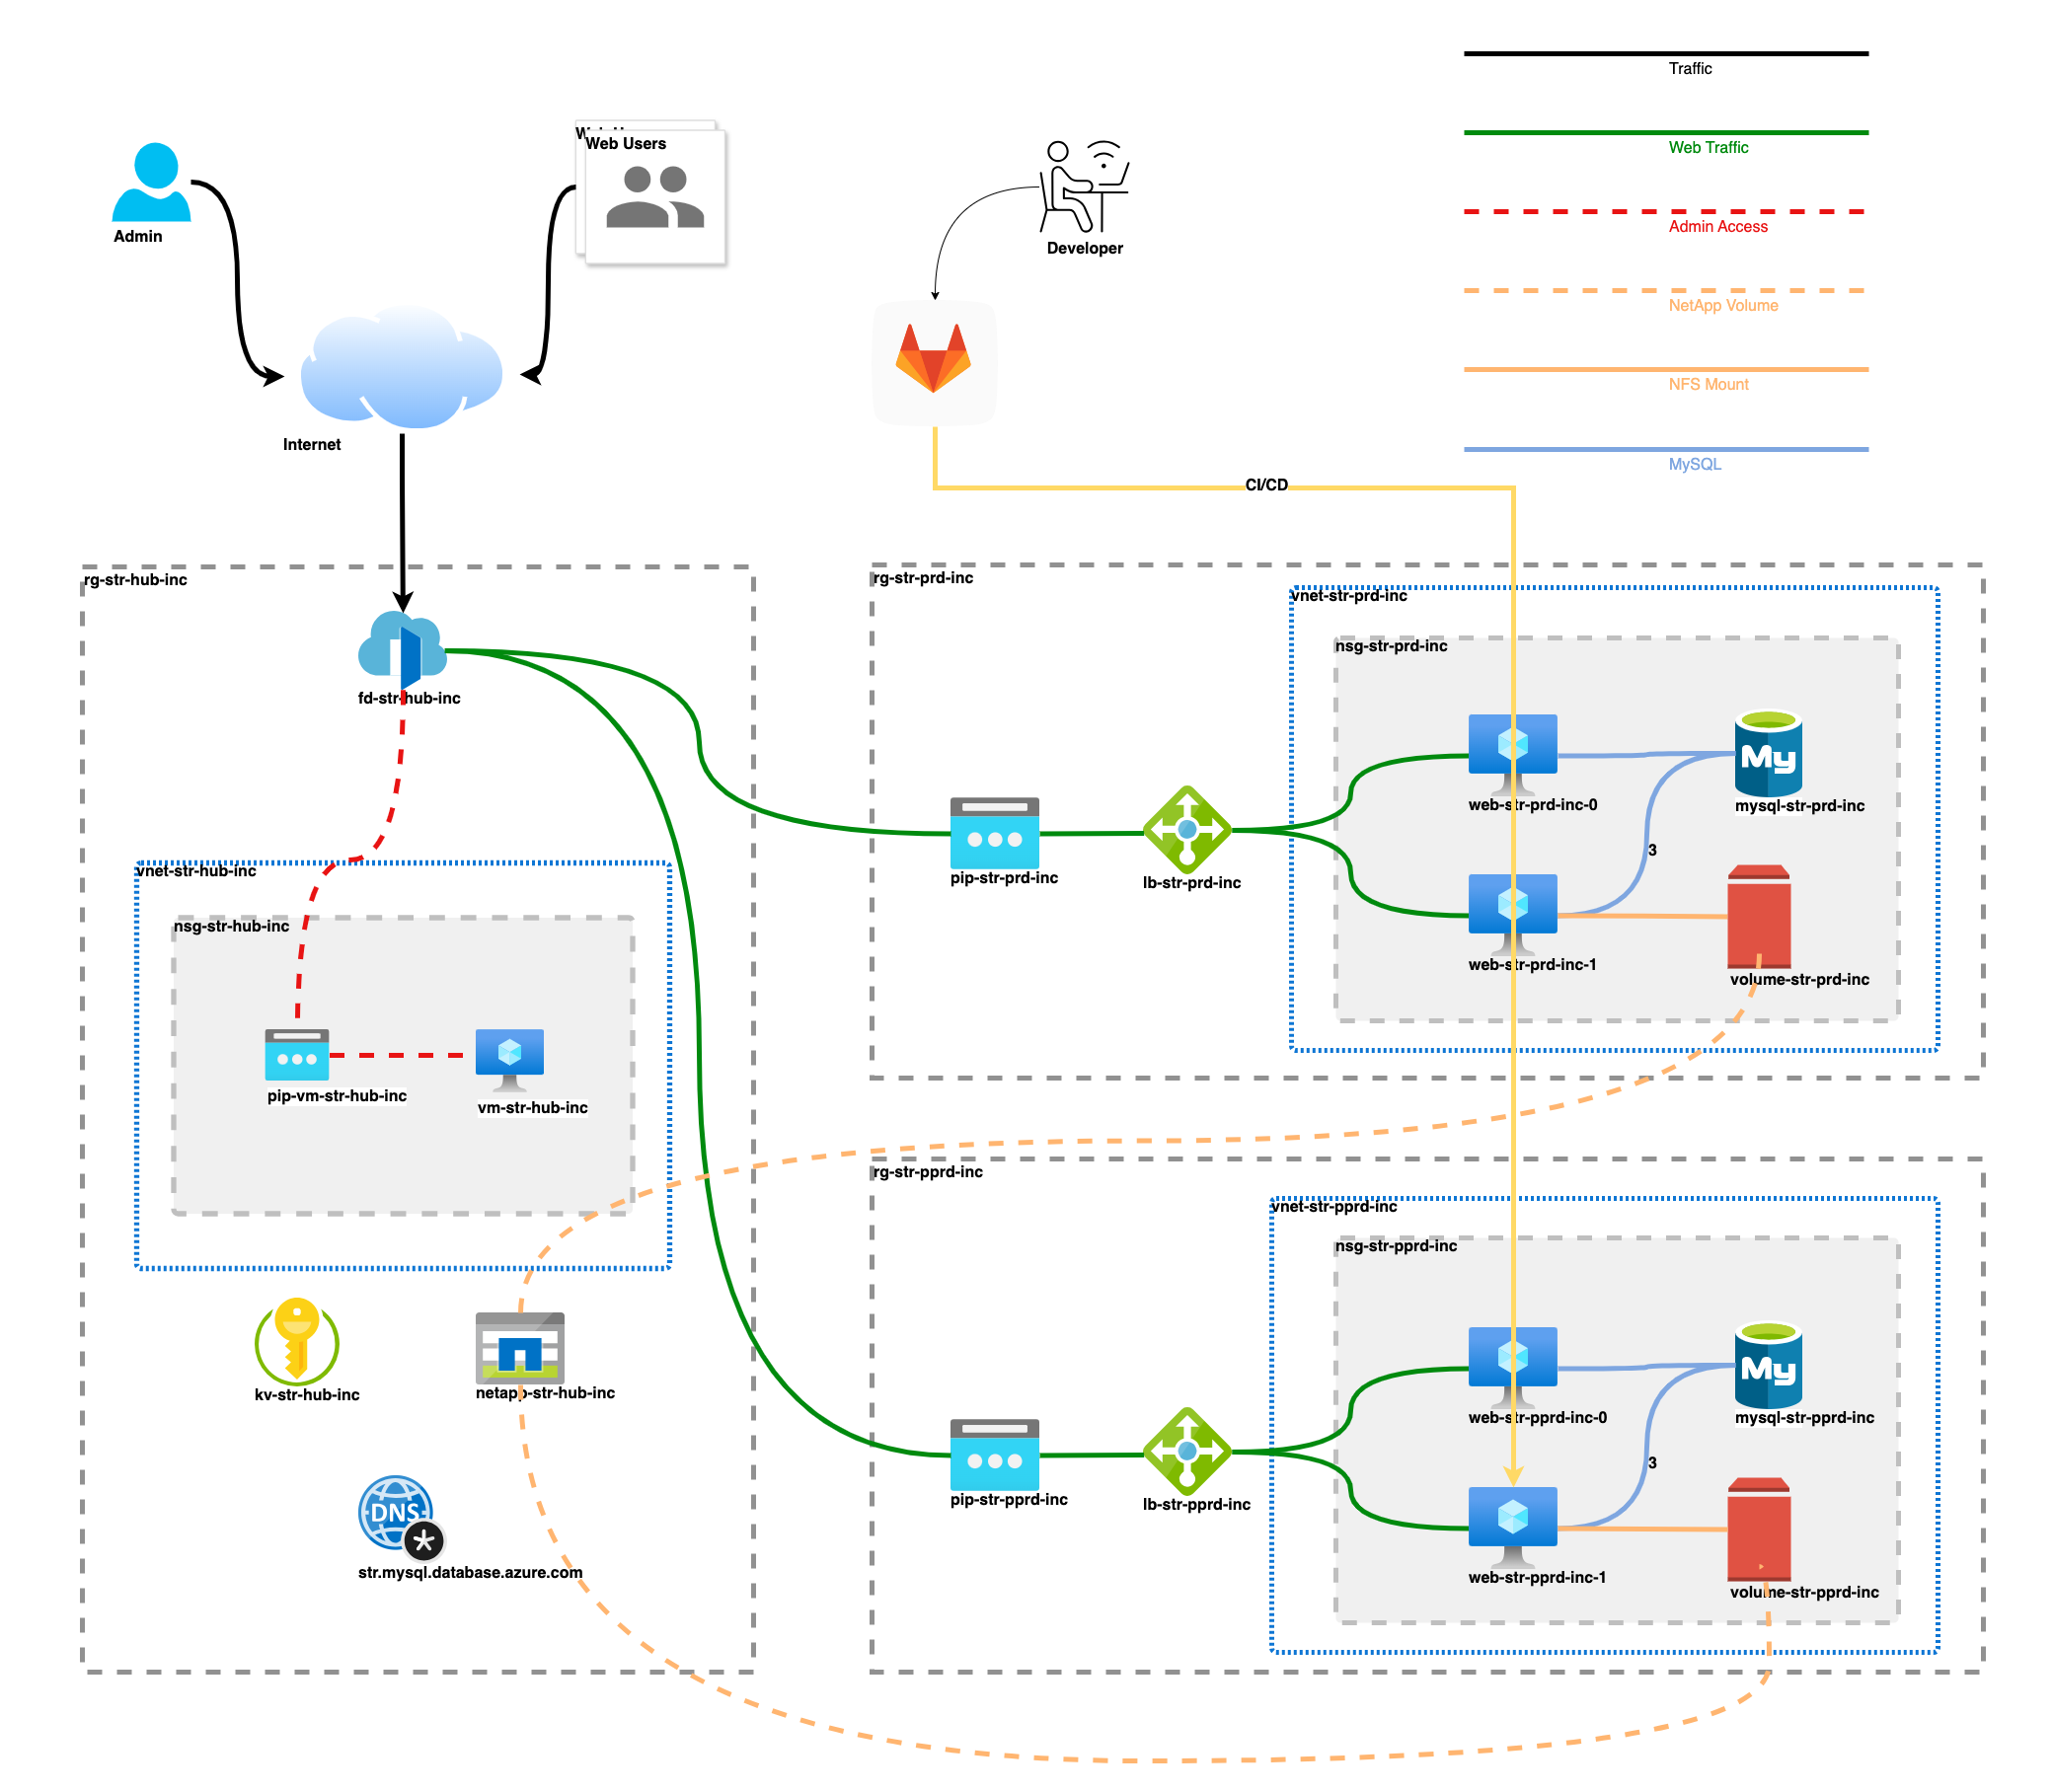 Traffic
Web Traffic
Admin Access
NetApp Volume
NFS Mount
MySQL
Web Users
Admin
Developer
Internet
CI/CD
rg-str-hub-inc
fd-str-hub-inc
vnet-str-hub-inc
nsg-str-hub-inc
pip-vm-str-hub-inc
vm-str-hub-inc
kv-str-hub-inc
netapp-str-hub-inc
DNS
str.mysql.database.azure.com
rg-str-prd-inc
vnet-str-prd-inc
nsg-str-prd-inc
pip-str-prd-inc
lb-str-prd-inc
web-str-prd-inc-0
My
mysql-str-prd-inc
3
web-str-prd-inc-1
volume-str-prd-inc
rg-str-pprd-inc
vnet-str-pprd-inc
nsg-str-pprd-inc
pip-str-pprd-inc
lb-str-pprd-inc
web-str-pprd-inc-0
My
mysql-str-pprd-inc
3
web-str-pprd-inc-1
volume-str-pprd-inc